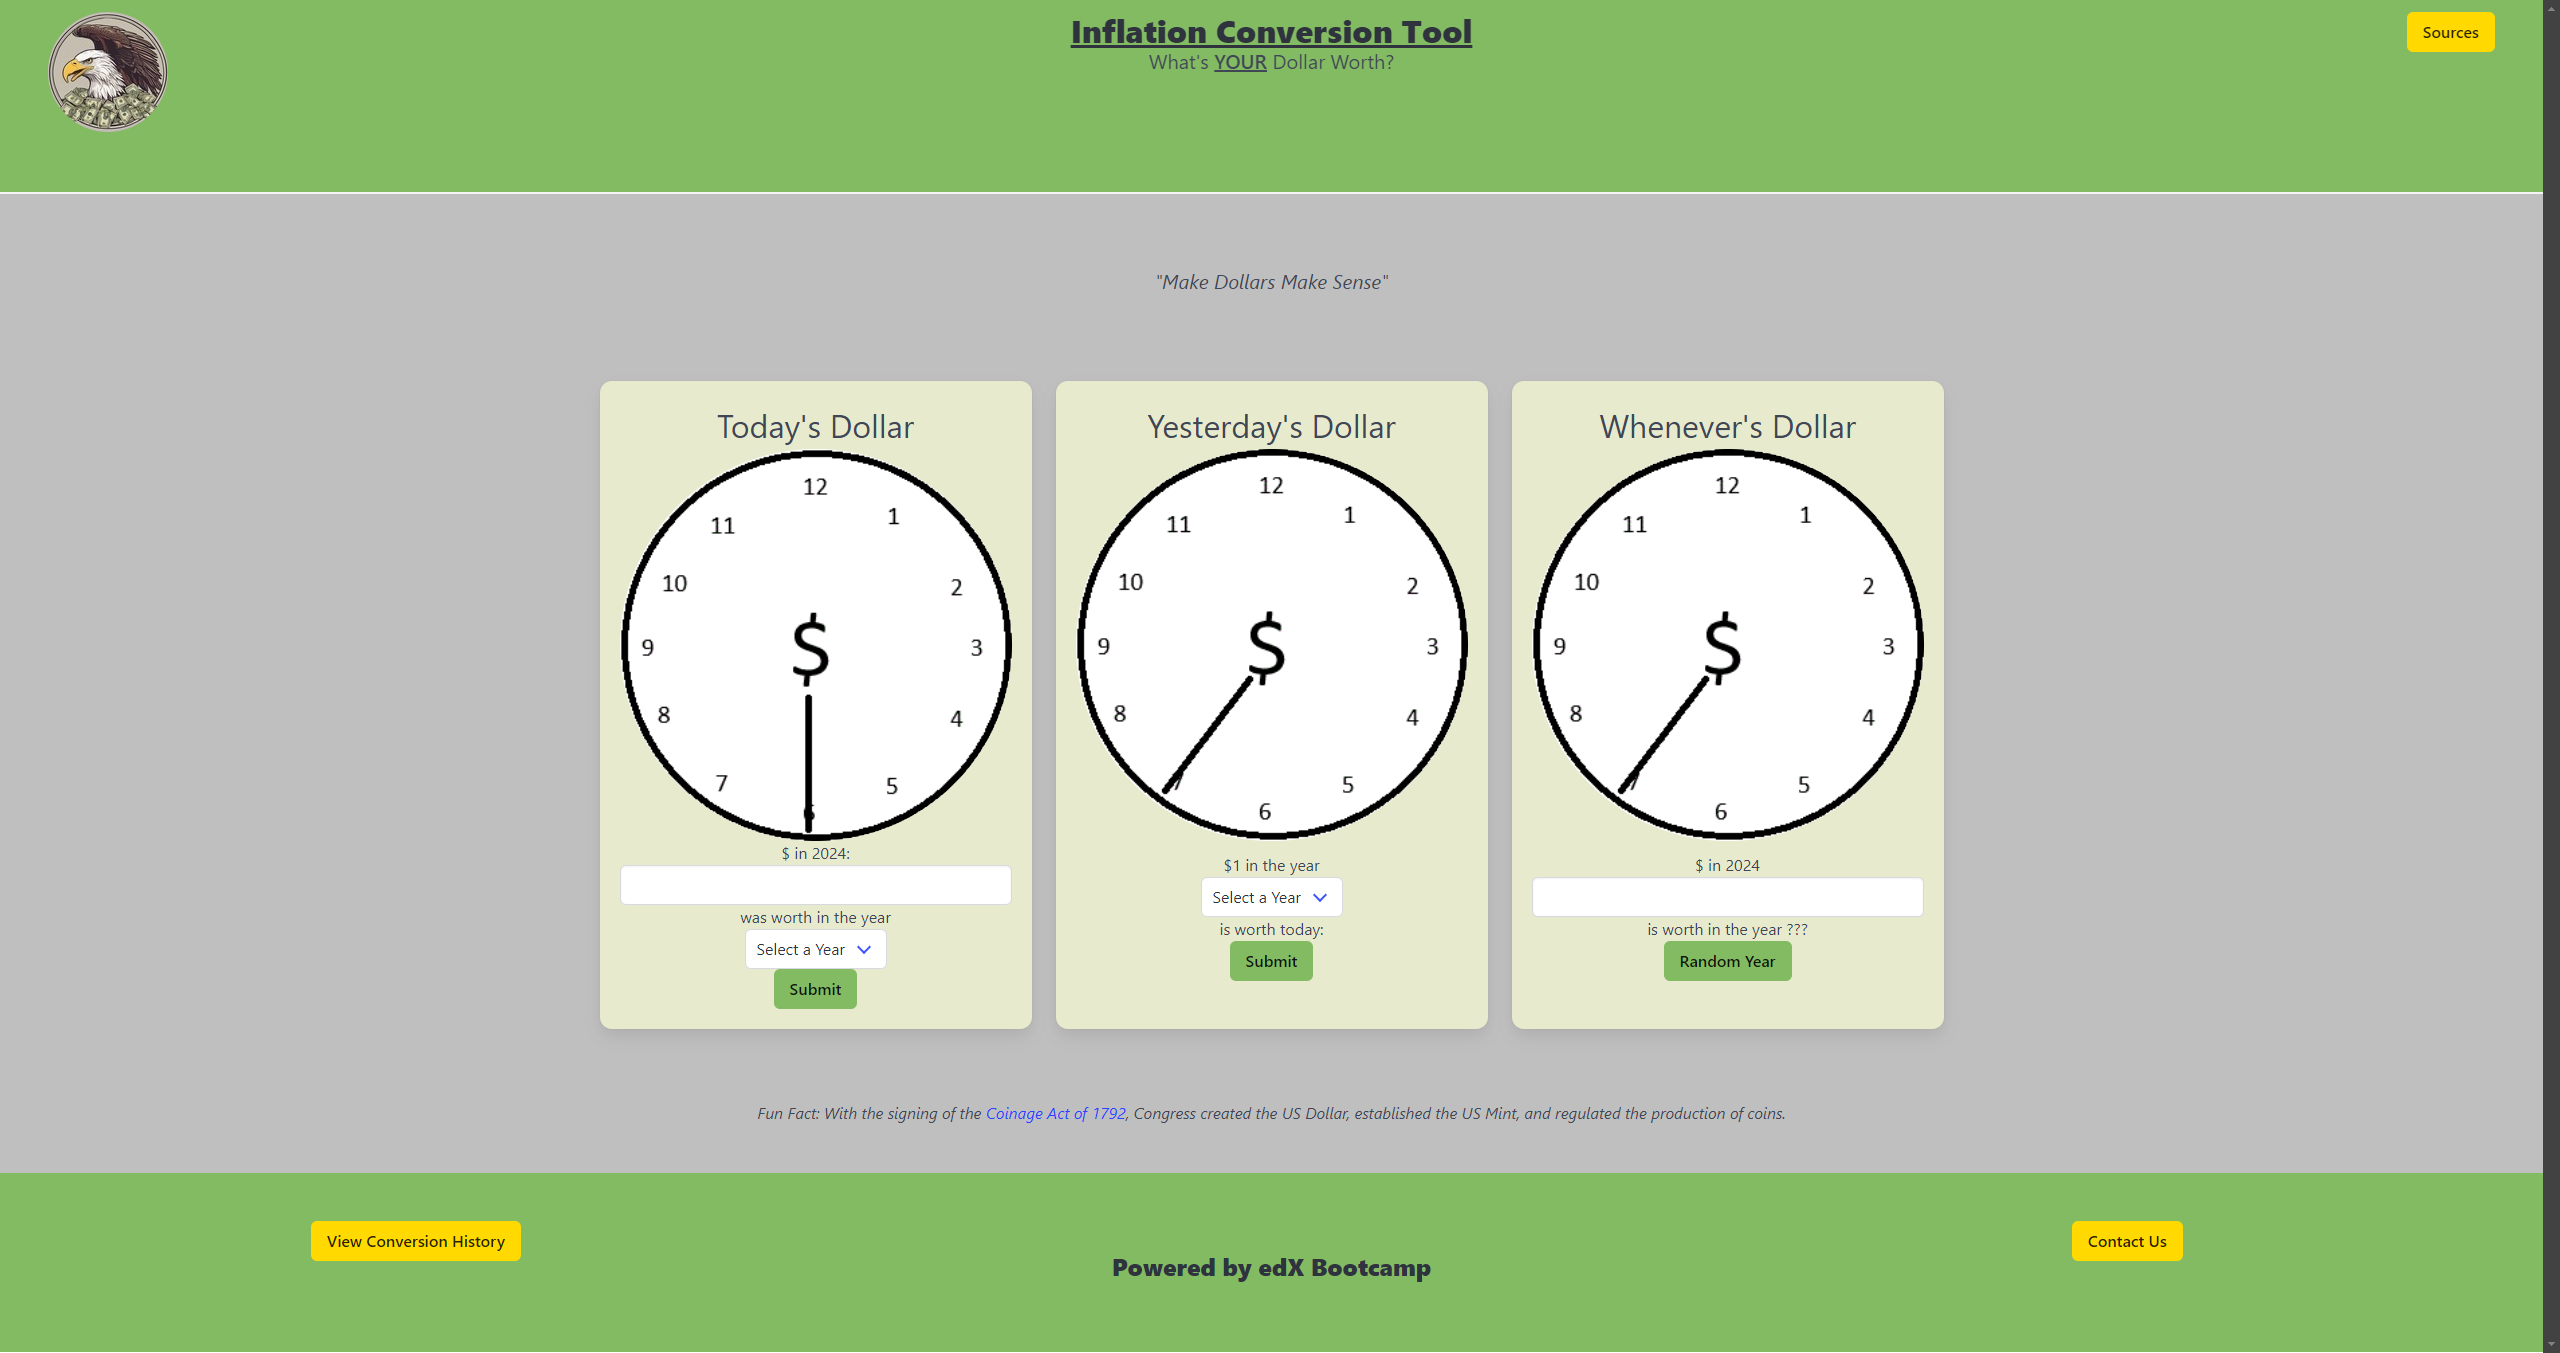 Inflation Conversion Tool
What's YOUR Dollar Worth?
Sources
"Make Dollars Make Sense"
Today's Dollar
12
11
1
10
2
9
$
3
8
4
7
5
6
$ in 2024:
was worth in the year
Select a Year
Submit
Yesterday's Dollar
12
11
1
10
2
9
$
3
8
4
7
5
6
$1 in the year
Select a Year
is worth today:
Submit
Whenever's Dollar
12
11
1
10
2
9
$
3
8
4
7
5
6
$ in 2024
is worth in the year ???
Random Year
Fun Fact: With the signing of the Coinage Act of 1792, Congress created the US Dollar, established the US Mint, and regulated the production of coins.
View Conversion History
Powered by edX Bootcamp
Contact Us